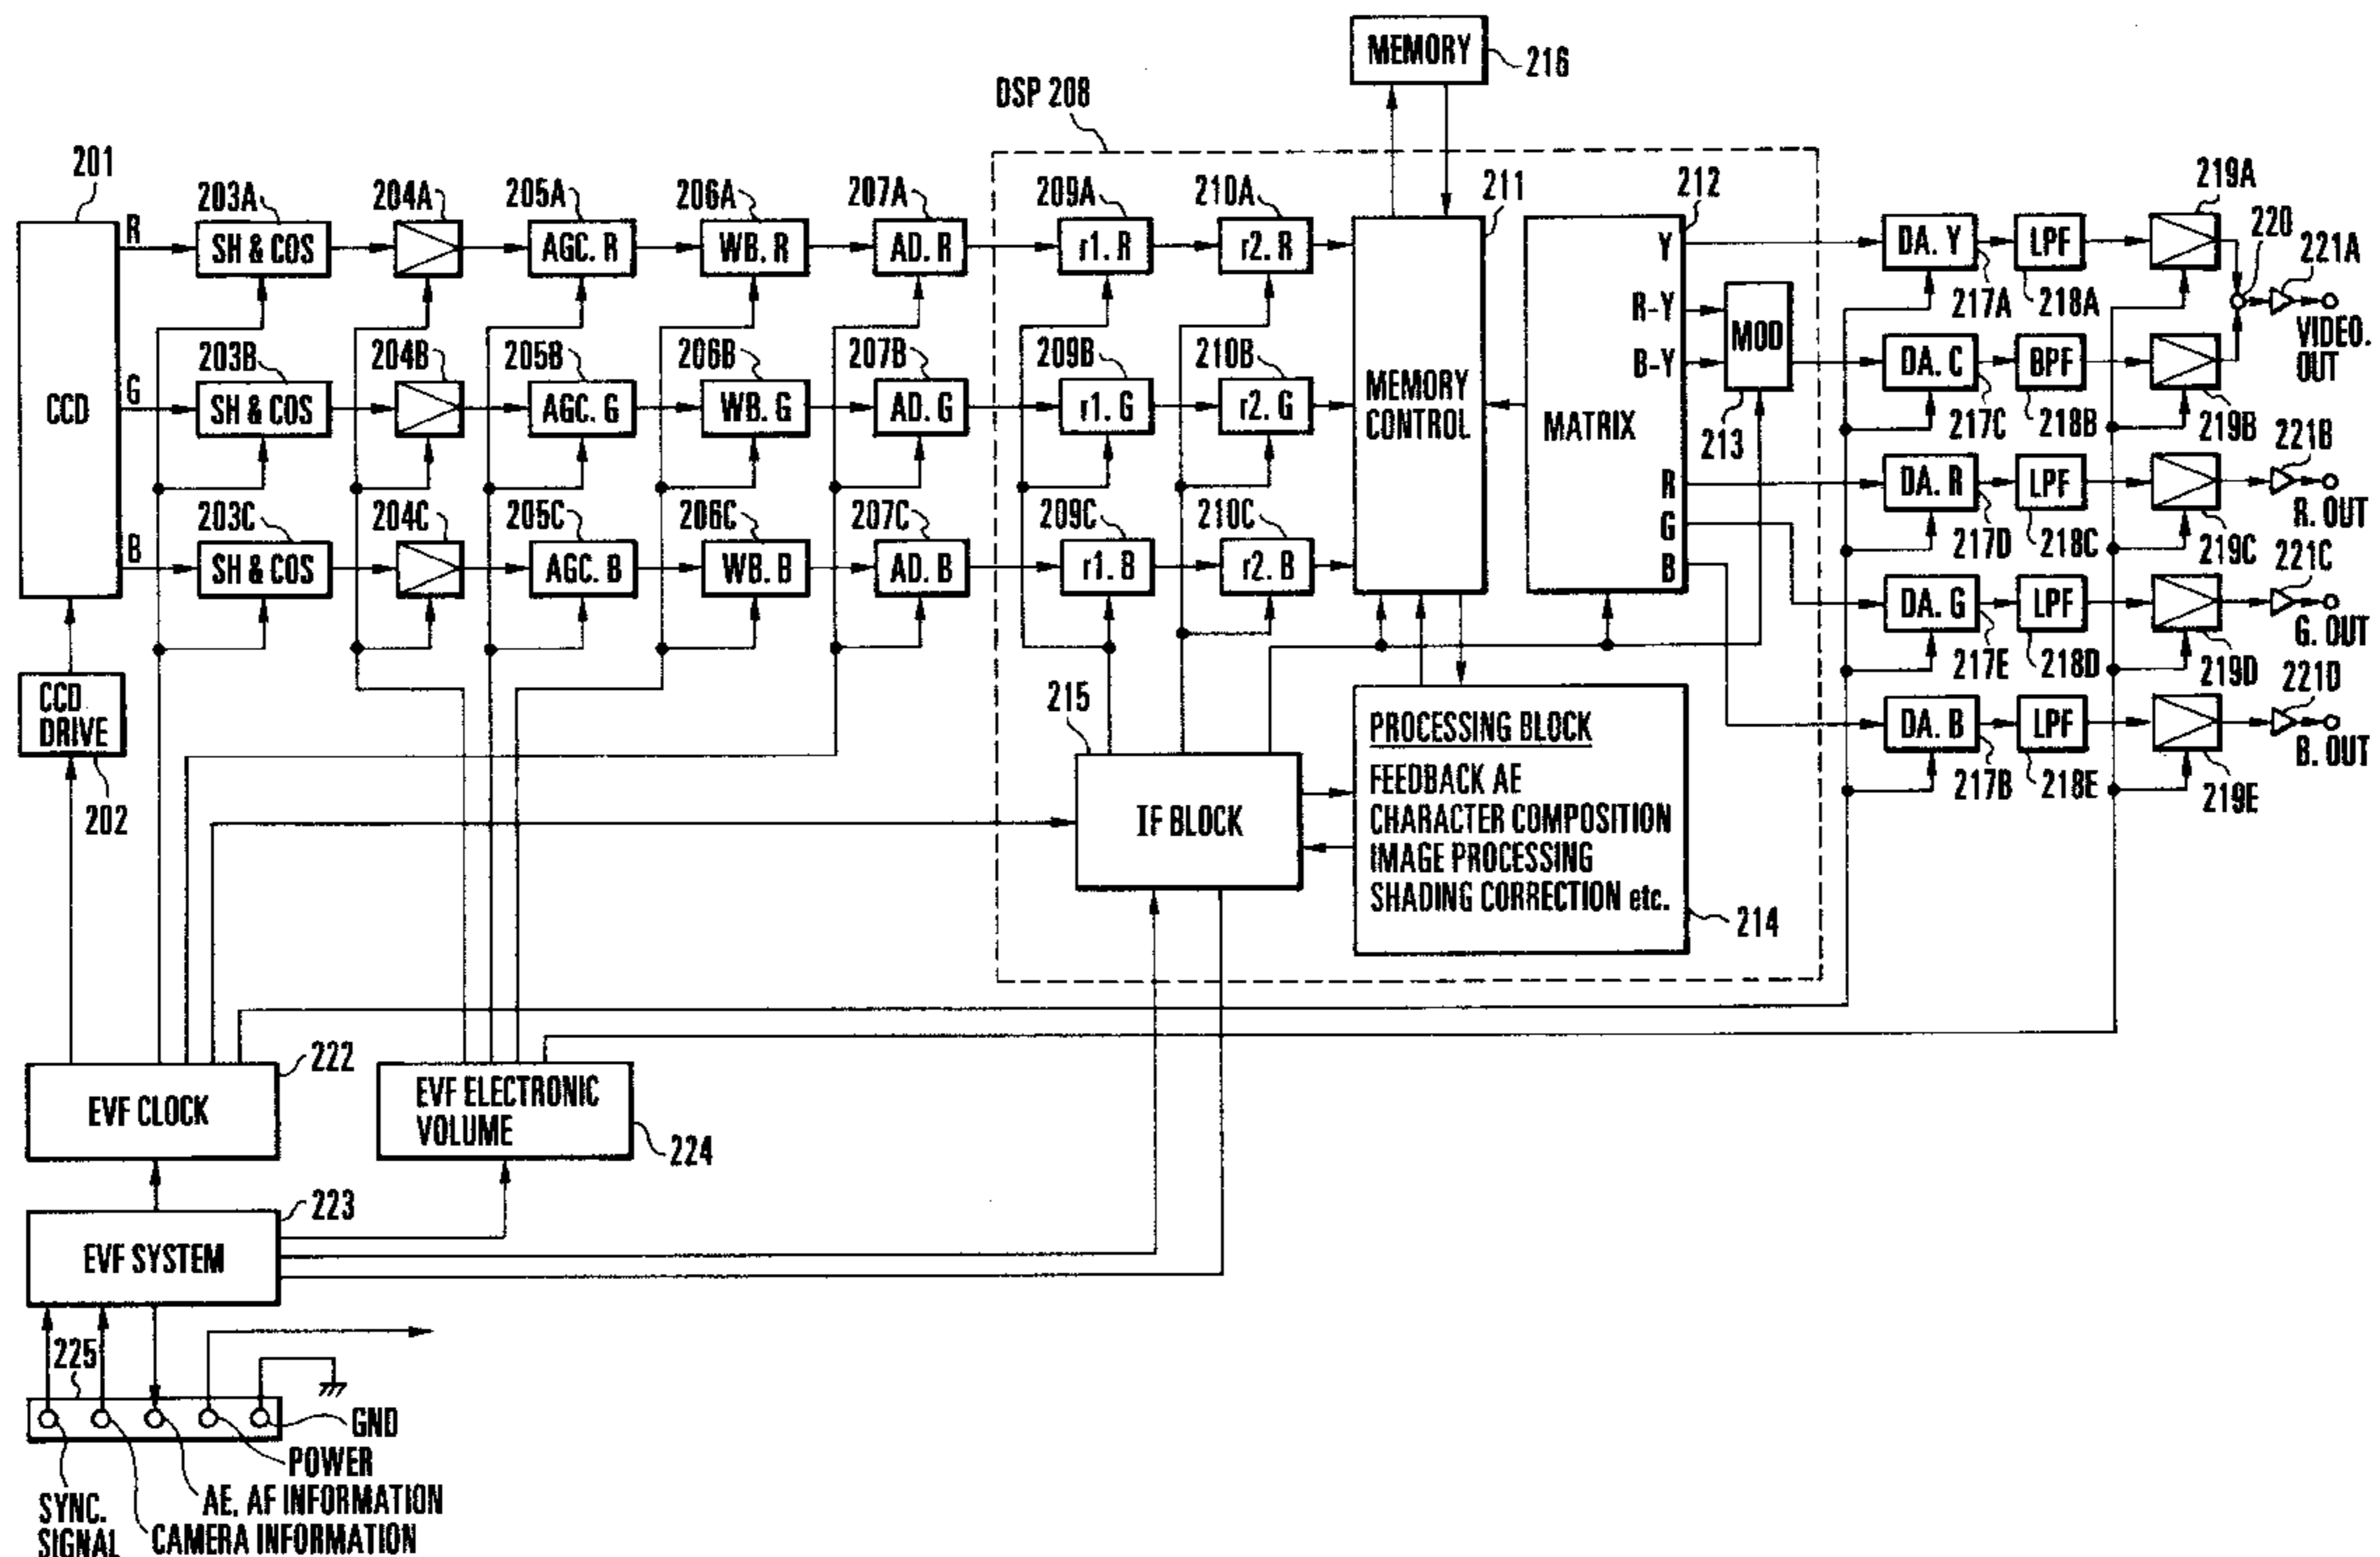 MEMORY
216
DSP 208
201
203A
204A
205A
206A
207A
209A
210A
211
212
219A
220
221A
R
SH & COS
AGC. R
WB. R
AD. R
r1. R
r2. R
Y
DA. Y
LPF
217A
218A
VIDEO.
OUT
R-Y
B-Y
MOD
213
203B
204B
205B
206B
207B
209B
210B
CCD
G
SH & COS
AGC. G
WB. G
AD. G
r1. G
r2. G
MEMORY
CONTROL
MATRIX
DA. C
BPF
217C
218B
219B
221B
203C
204C
205C
206C
207C
209C
210C
B
SH & COS
AGC. B
WB. B
AD. B
r1. B
r2. B
R
G
B
DA. R
LPF
217D
218C
219C
R. OUT
221C
DA. G
LPF
217E
218D
219D
G. OUT
221D
DA. B
LPF
217B
218E
219E
B. OUT
CCD
DRIVE
202
215
IF BLOCK
PROCESSING BLOCK
FEEDBACK AE
CHARACTER COMPOSITION
IMAGE PROCESSING
SHADING CORRECTION etc.
214
EVF CLOCK
222
EVF ELECTRONIC
VOLUME
224
EVF SYSTEM
223
225
GND
POWER
AE, AF INFORMATION
CAMERA INFORMATION
SYNC.
SIGNAL